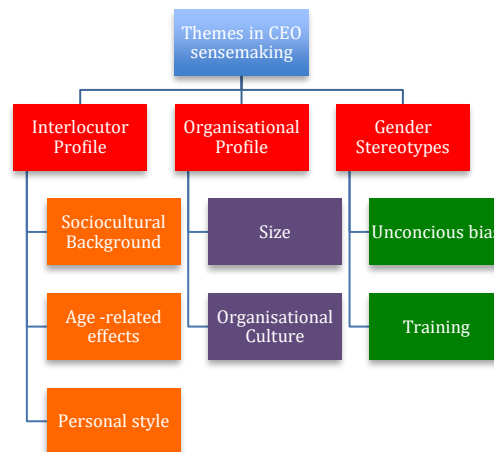 Themes in CEO
sensemaking
Interlocutor
Profile
Organisational
Profile
Gender
Stereotypes
Sociocultural
Background
Size
Unconcious bias
Age -related
effects
Organisational
Culture
Training
Personal style